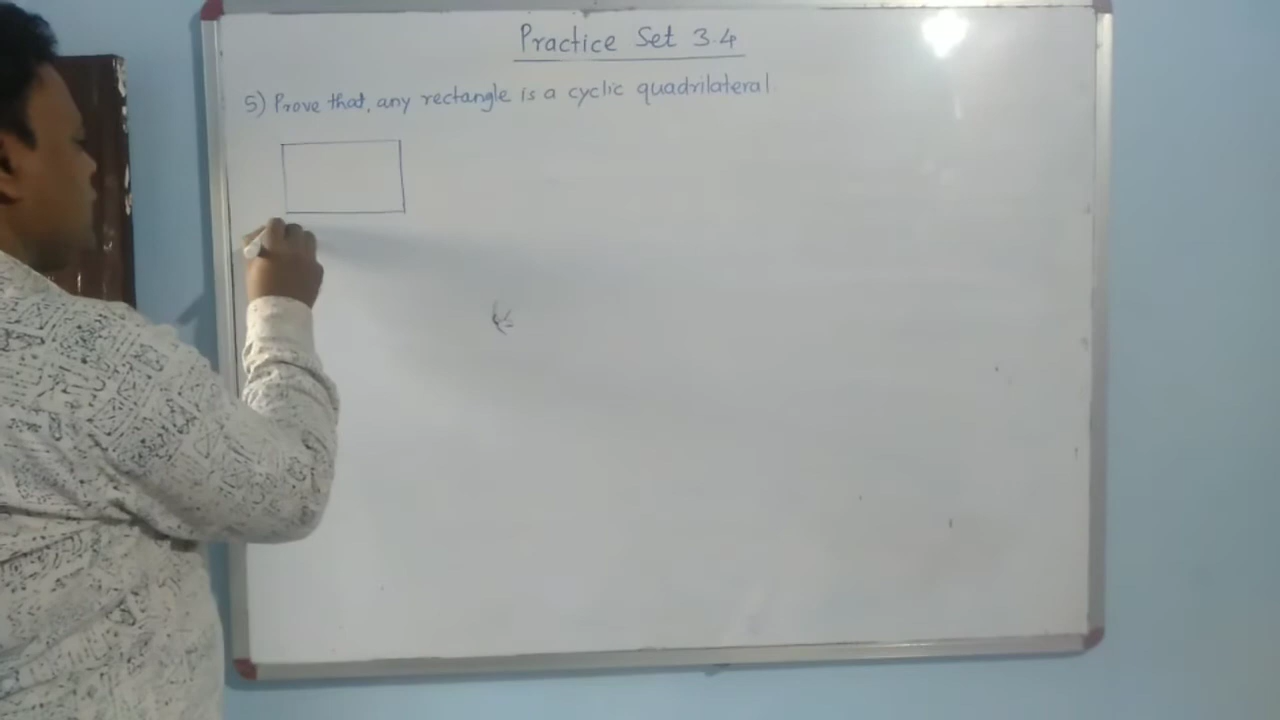 Practice Set 3.4
5) Prove that, any rectangle is a cyclic quadrilateral